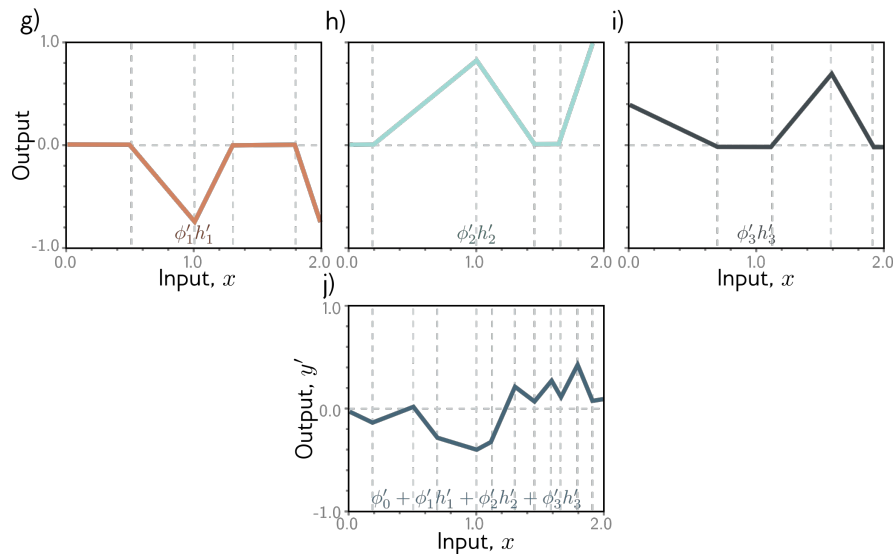 g)
h)
i)
1.0
0.0
-1.0
Output
ϕ′₁h′₁
ϕ′₂h′₂
ϕ′₃h′₃
0.0 1.0 2.0
0.0 1.0 2.0
0.0 1.0 2.0
Input, x
Input, x
Input, x
j)
1.0
0.0
-1.0
Output, y′
ϕ′₀ + ϕ′₁h′₁ + ϕ′₂h′₂ + ϕ′₃h′₃
0.0 1.0 2.0
Input, x